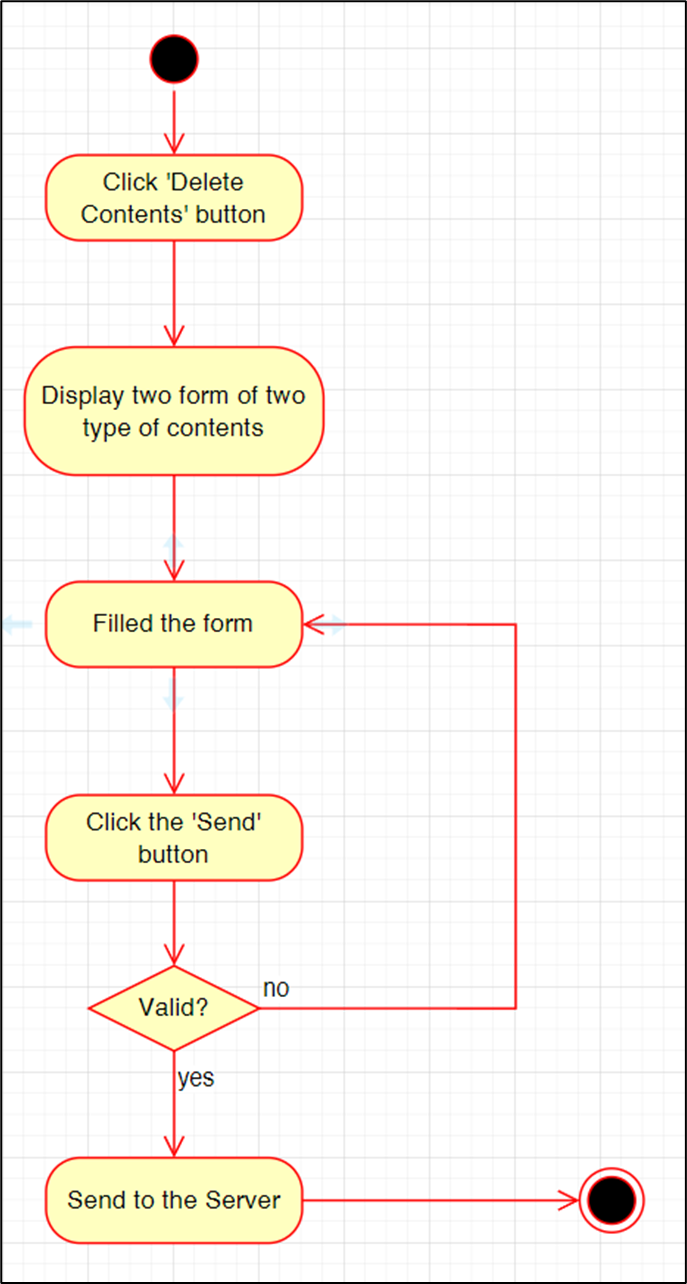 Click 'Delete
Contents' button
Display two form of two
type of contents
Filled the form
Click the 'Send'
button
Valid?
no
yes
Send to the Server